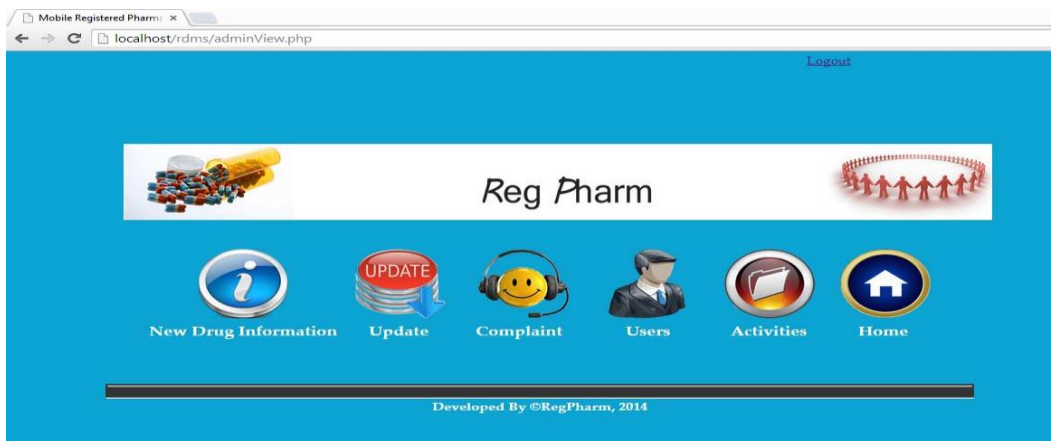 Mobile Registered Pharma
localhost/rdms/adminView.php
Logout
Reg Pharm
UPDATE
New Drug Information Update Complaint Users Activities Home
Developed By ©RegPharm, 2014